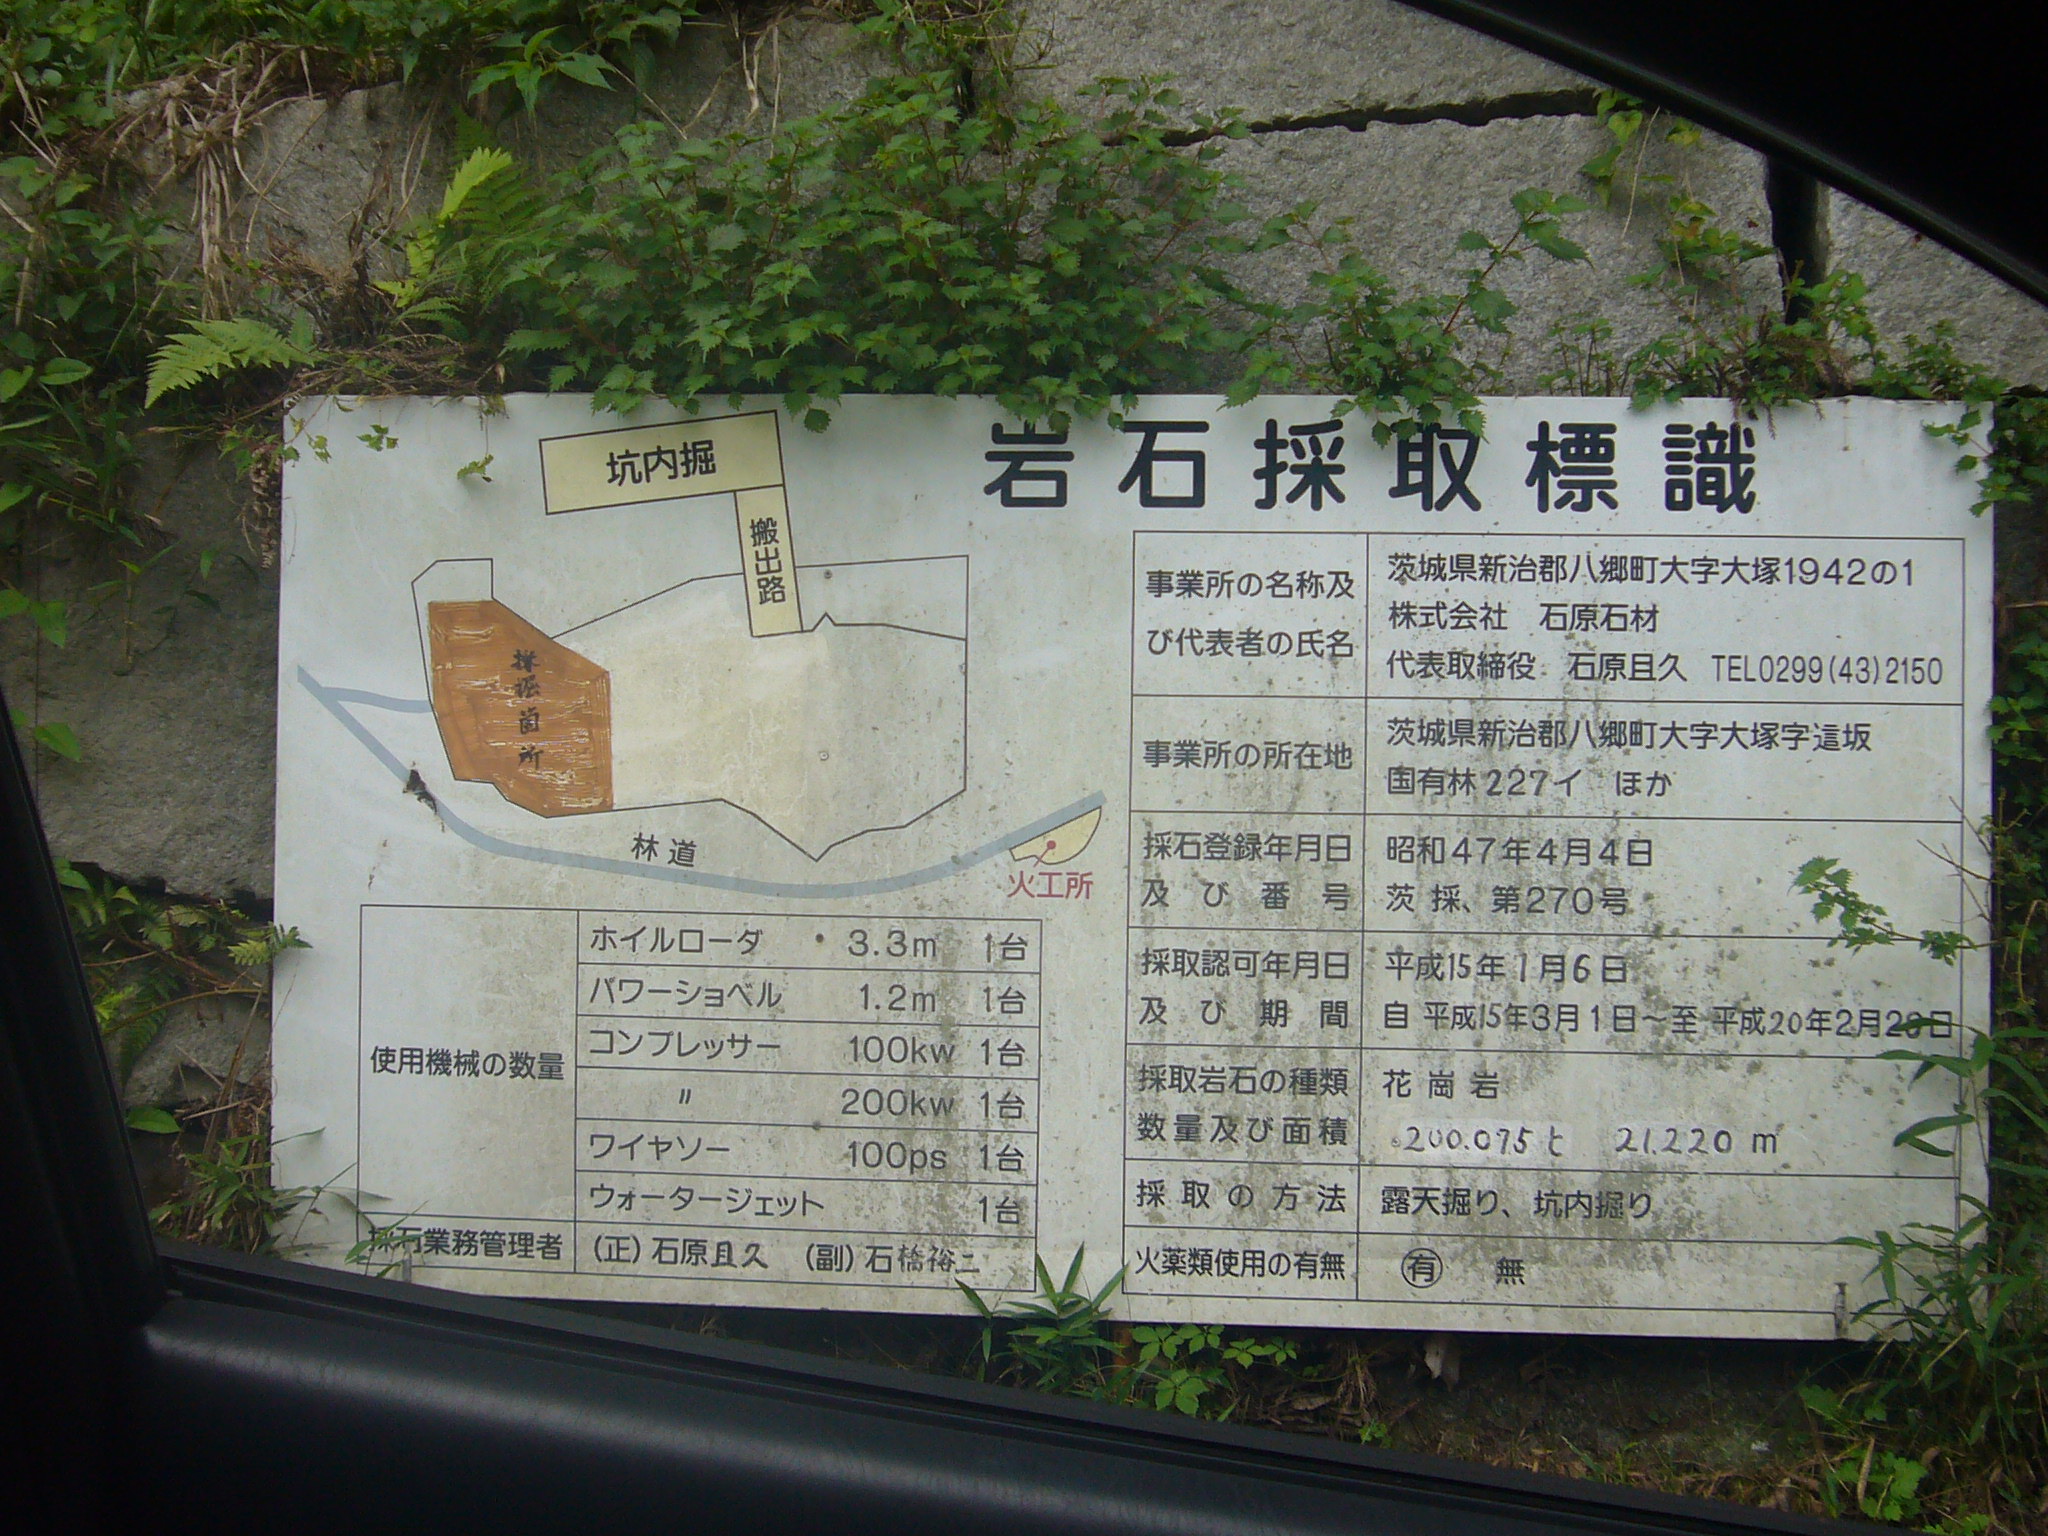 岩石採取標識
坑内掘
搬出路
採掘箇所
林道
火工所
使用機械の数量
ホイルローダ 3.3m 1台
パワーショベル 1.2m 1台
コンプレッサー 100kw 1台
〃 200kw 1台
ワイヤソー 100ps 1台
ウォータージェット 1台
採石業務管理者 (正)石原且久 (副)石橋裕二
事業所の名称及
び代表者の氏名
茨城県新治郡八郷町大字大塚1942の1
株式会社 石原石材
代表取締役 石原且久 TEL0299(43)2150
事業所の所在地
茨城県新治郡八郷町大字大塚字這坂
国有林227イ ほか
採石登録年月日
及び番号
昭和47年4月4日
茨採、第270号
採取認可年月日
及び期間
平成15年1月6日
自 平成15年3月1日〜至 平成20年2月29日
採取岩石の種類
数量及び面積
花崗岩
200.075t 21.220m
採取の方法 露天掘り、坑内掘り
火薬類使用の有無 有 無